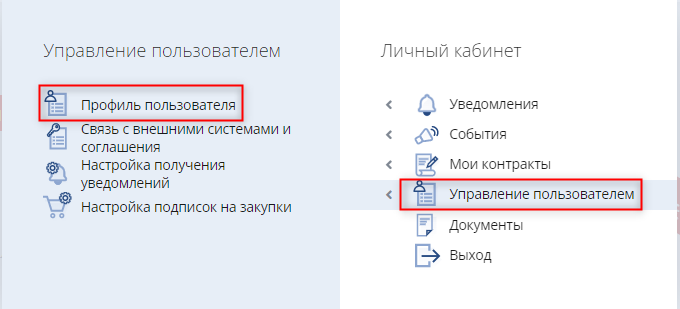 Управление пользователем
Профиль пользователя
Связь с внешними системами и
соглашения
Настройка получения
уведомлений
Настройка подписок на закупки
Личный кабинет
Уведомления
События
Мои контракты
Управление пользователем
Документы
Выход